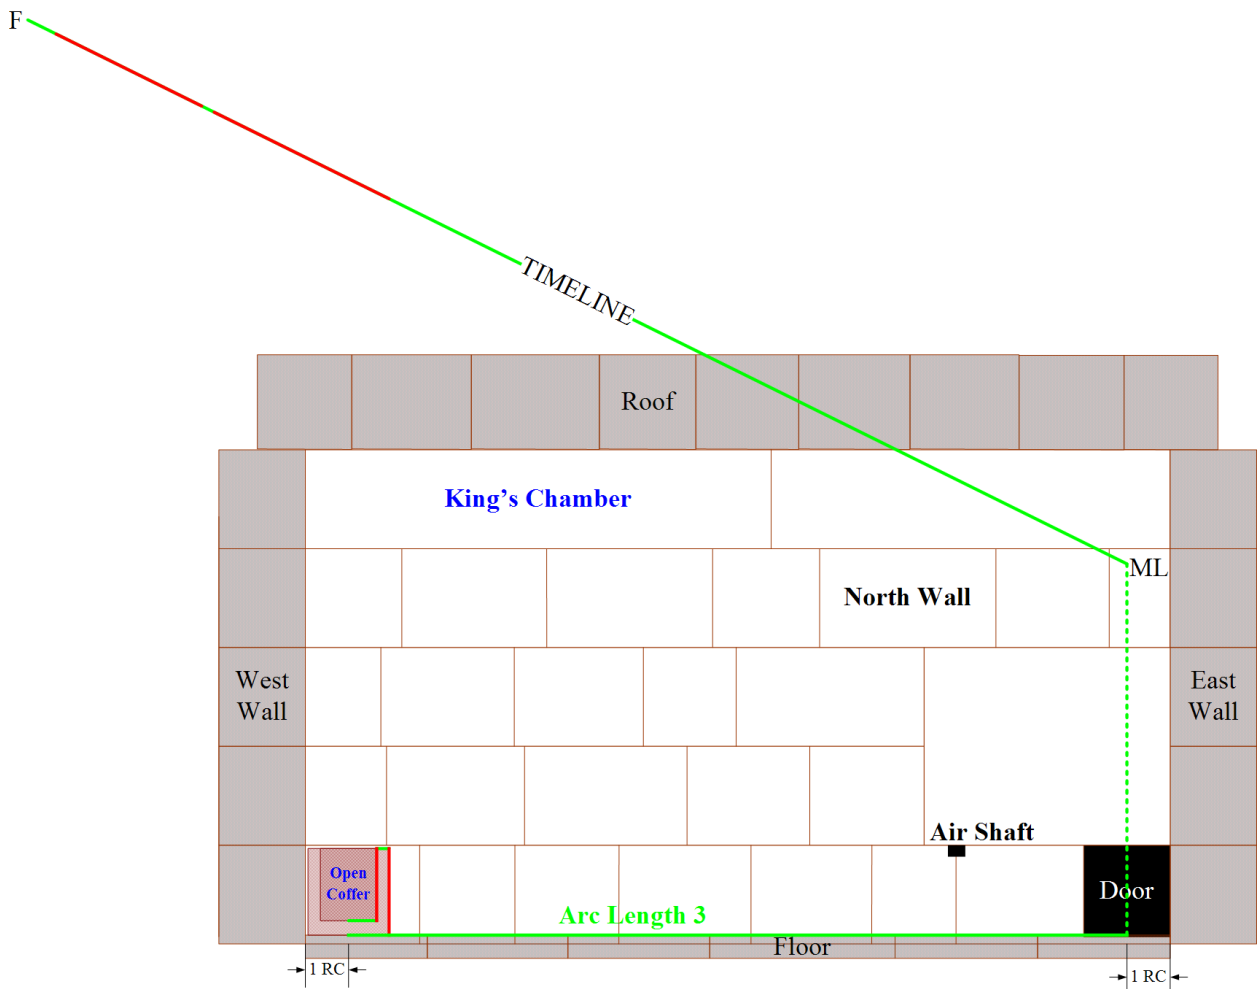 F
TIMELINE
Roof
King's Chamber
ML
North Wall
West
Wall
East
Wall
Air Shaft
Open
Coffer
Door
Arc Length 3
Floor
1 RC
1 RC